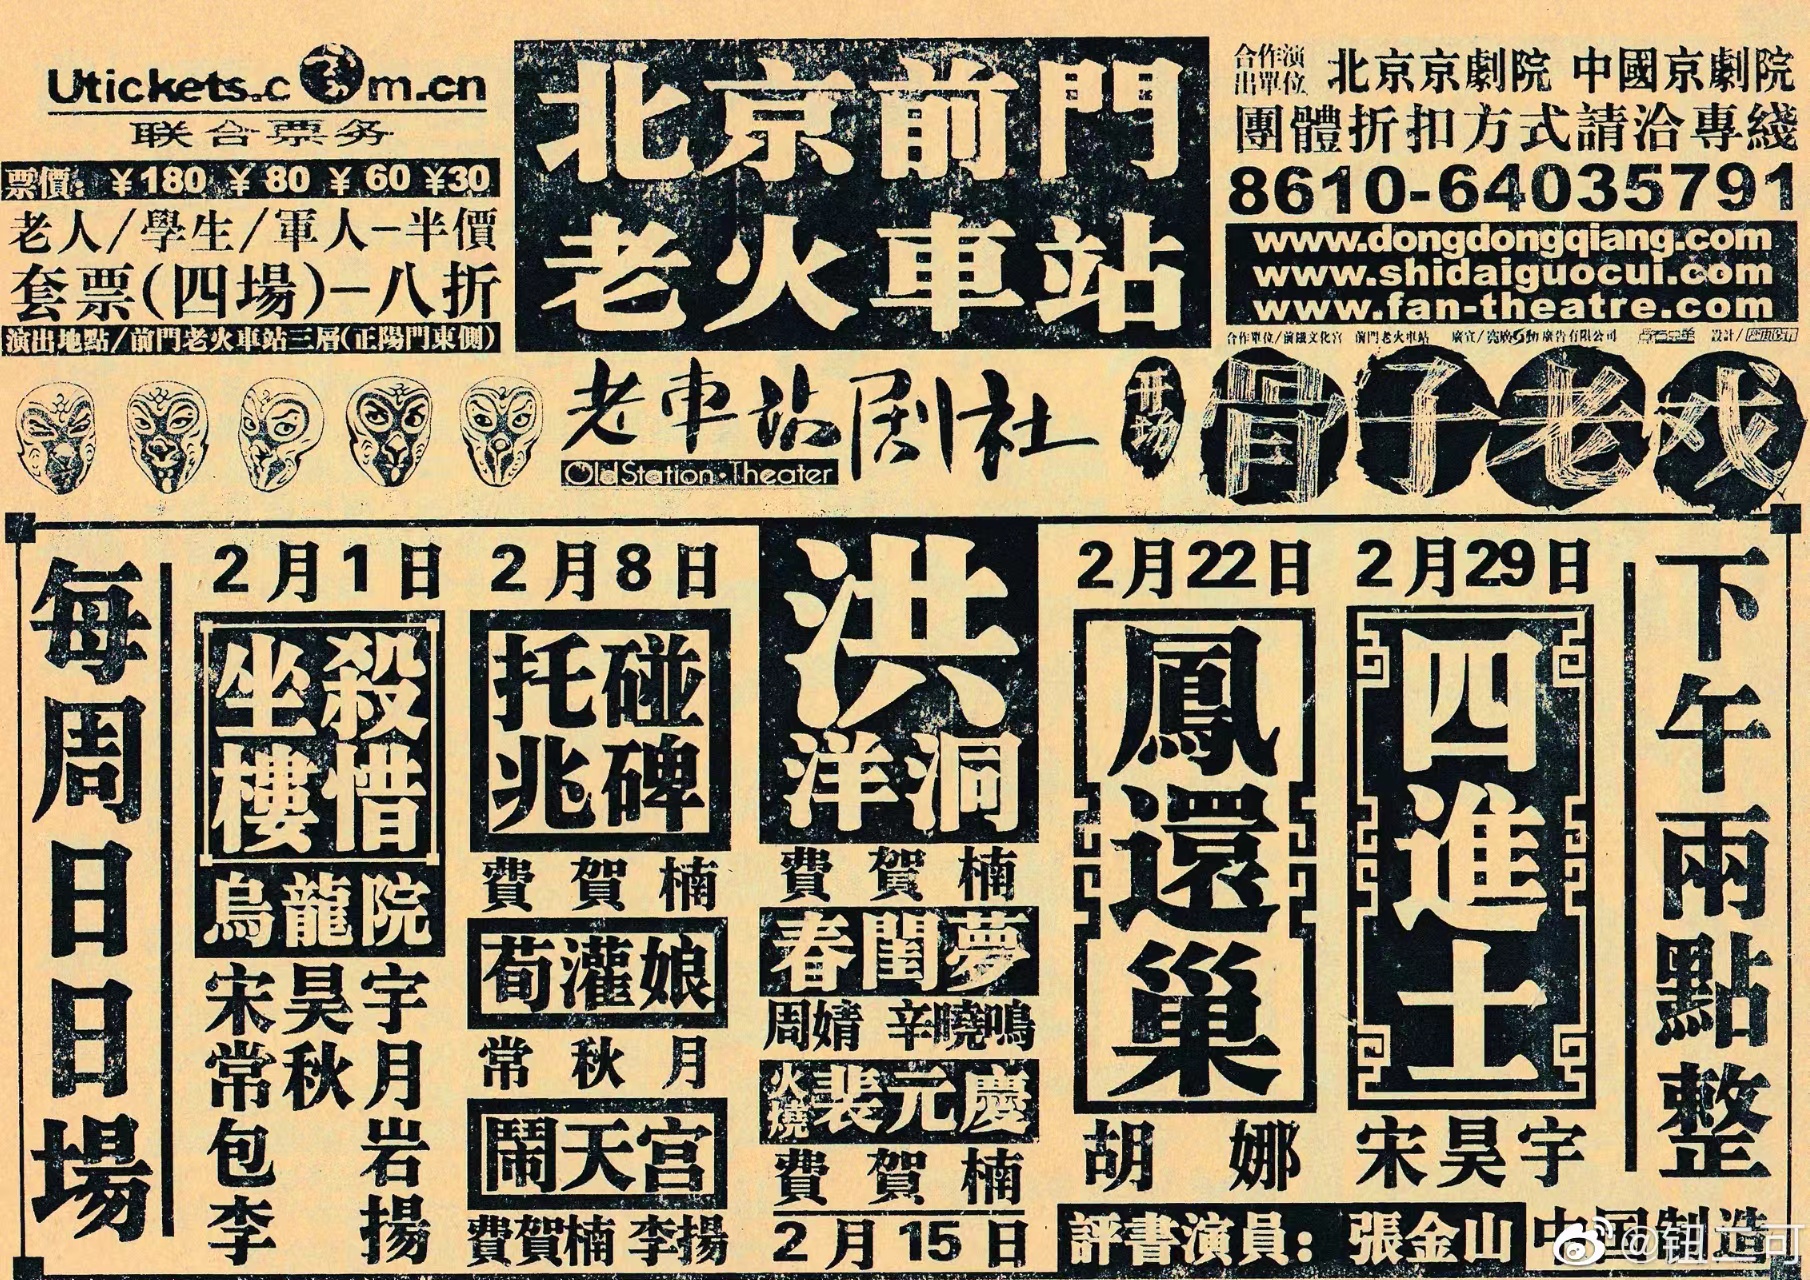 Utickets.com.cn
联合票务
票價：￥180 ￥80 ￥60 ￥30
老人/學生/軍人－半價
套票(四場)－八折
演出地點/前門老火車站三層(正陽門東側)
北京前門
老火車站
合作演出單位 北京京劇院 中國京劇院
團體折扣方式請洽專綫
8610-64035791
www.dongdongqiang.com
www.shidaiguocui.com
www.fan-theatre.com
合作單位/前鐵文化宮 前門老火車站 廣宣/寬廣動廣告有限公司
設計/
老車站剧社
Old Station·Theater
开场
骨子老戏
每周日日場
2月1日
坐樓
殺惜
烏龍院
宋昊宇
常秋月
包岩
李揚
2月8日
托兆
碰碑
費賀楠
荀灌娘
常秋月
鬧天宮
費賀楠 李揚
洪
洋洞
費賀楠
春閨夢
周婧 辛曉鳴
火燒裴元慶
費賀楠
2月15日
2月22日
鳳還巢
胡娜
2月29日
四進士
宋昊宇
下午兩點整
評書演員：張金山
中国制造
@钥兰可